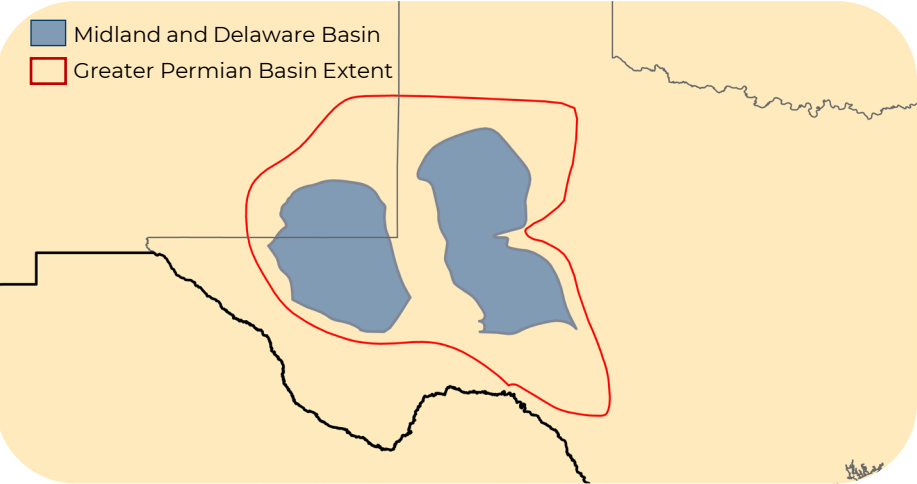 Midland and Delaware Basin
Greater Permian Basin Extent